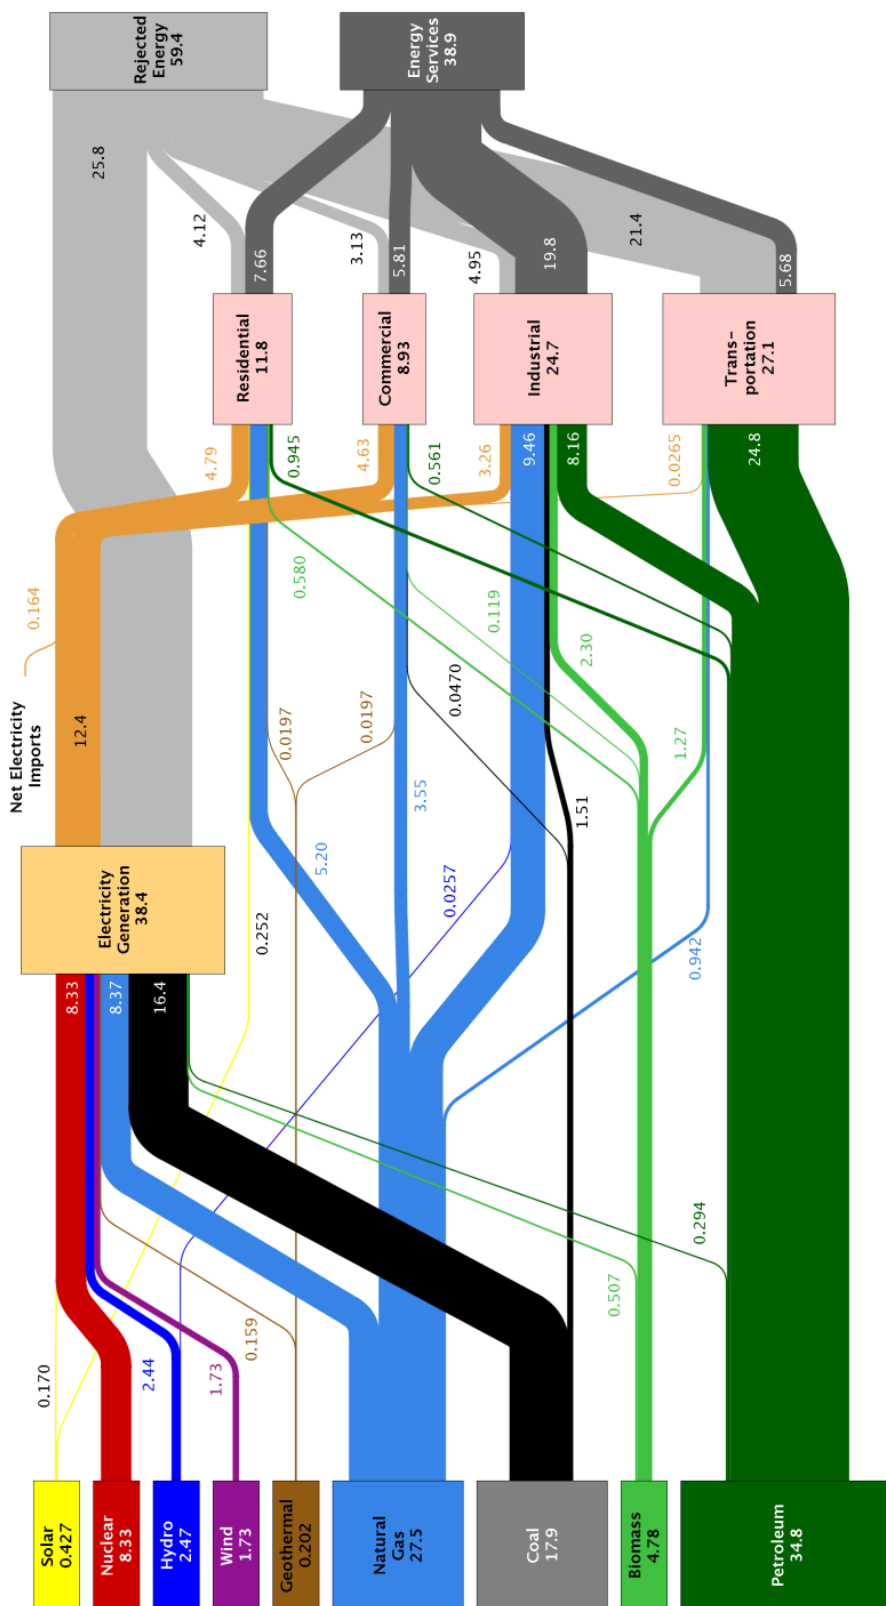 Solar
0.427
Nuclear
8.33
Hydro
2.47
Wind
1.73
Geothermal
0.202
Natural
Gas
27.5
Coal
17.9
Biomass
4.78
Petroleum
34.8
0.170
2.44
1.73
0.159
0.507
0.294
8.33
8.37
16.4
0.252
Electricity
Generation
38.4
Net Electricity
Imports
0.164
12.4
5.20
3.55
0.0257
0.942
0.0197
0.0197
0.0470
1.51
0.580
0.119
2.30
1.27
4.79
0.945
4.63
0.561
3.26
9.46
8.16
0.0265
24.8
Residential
11.8
Commercial
8.93
Industrial
24.7
Trans-
portation
27.1
25.8
4.12
7.66
3.13
5.81
4.95
19.8
21.4
5.68
Rejected
Energy
59.4
Energy
Services
38.9